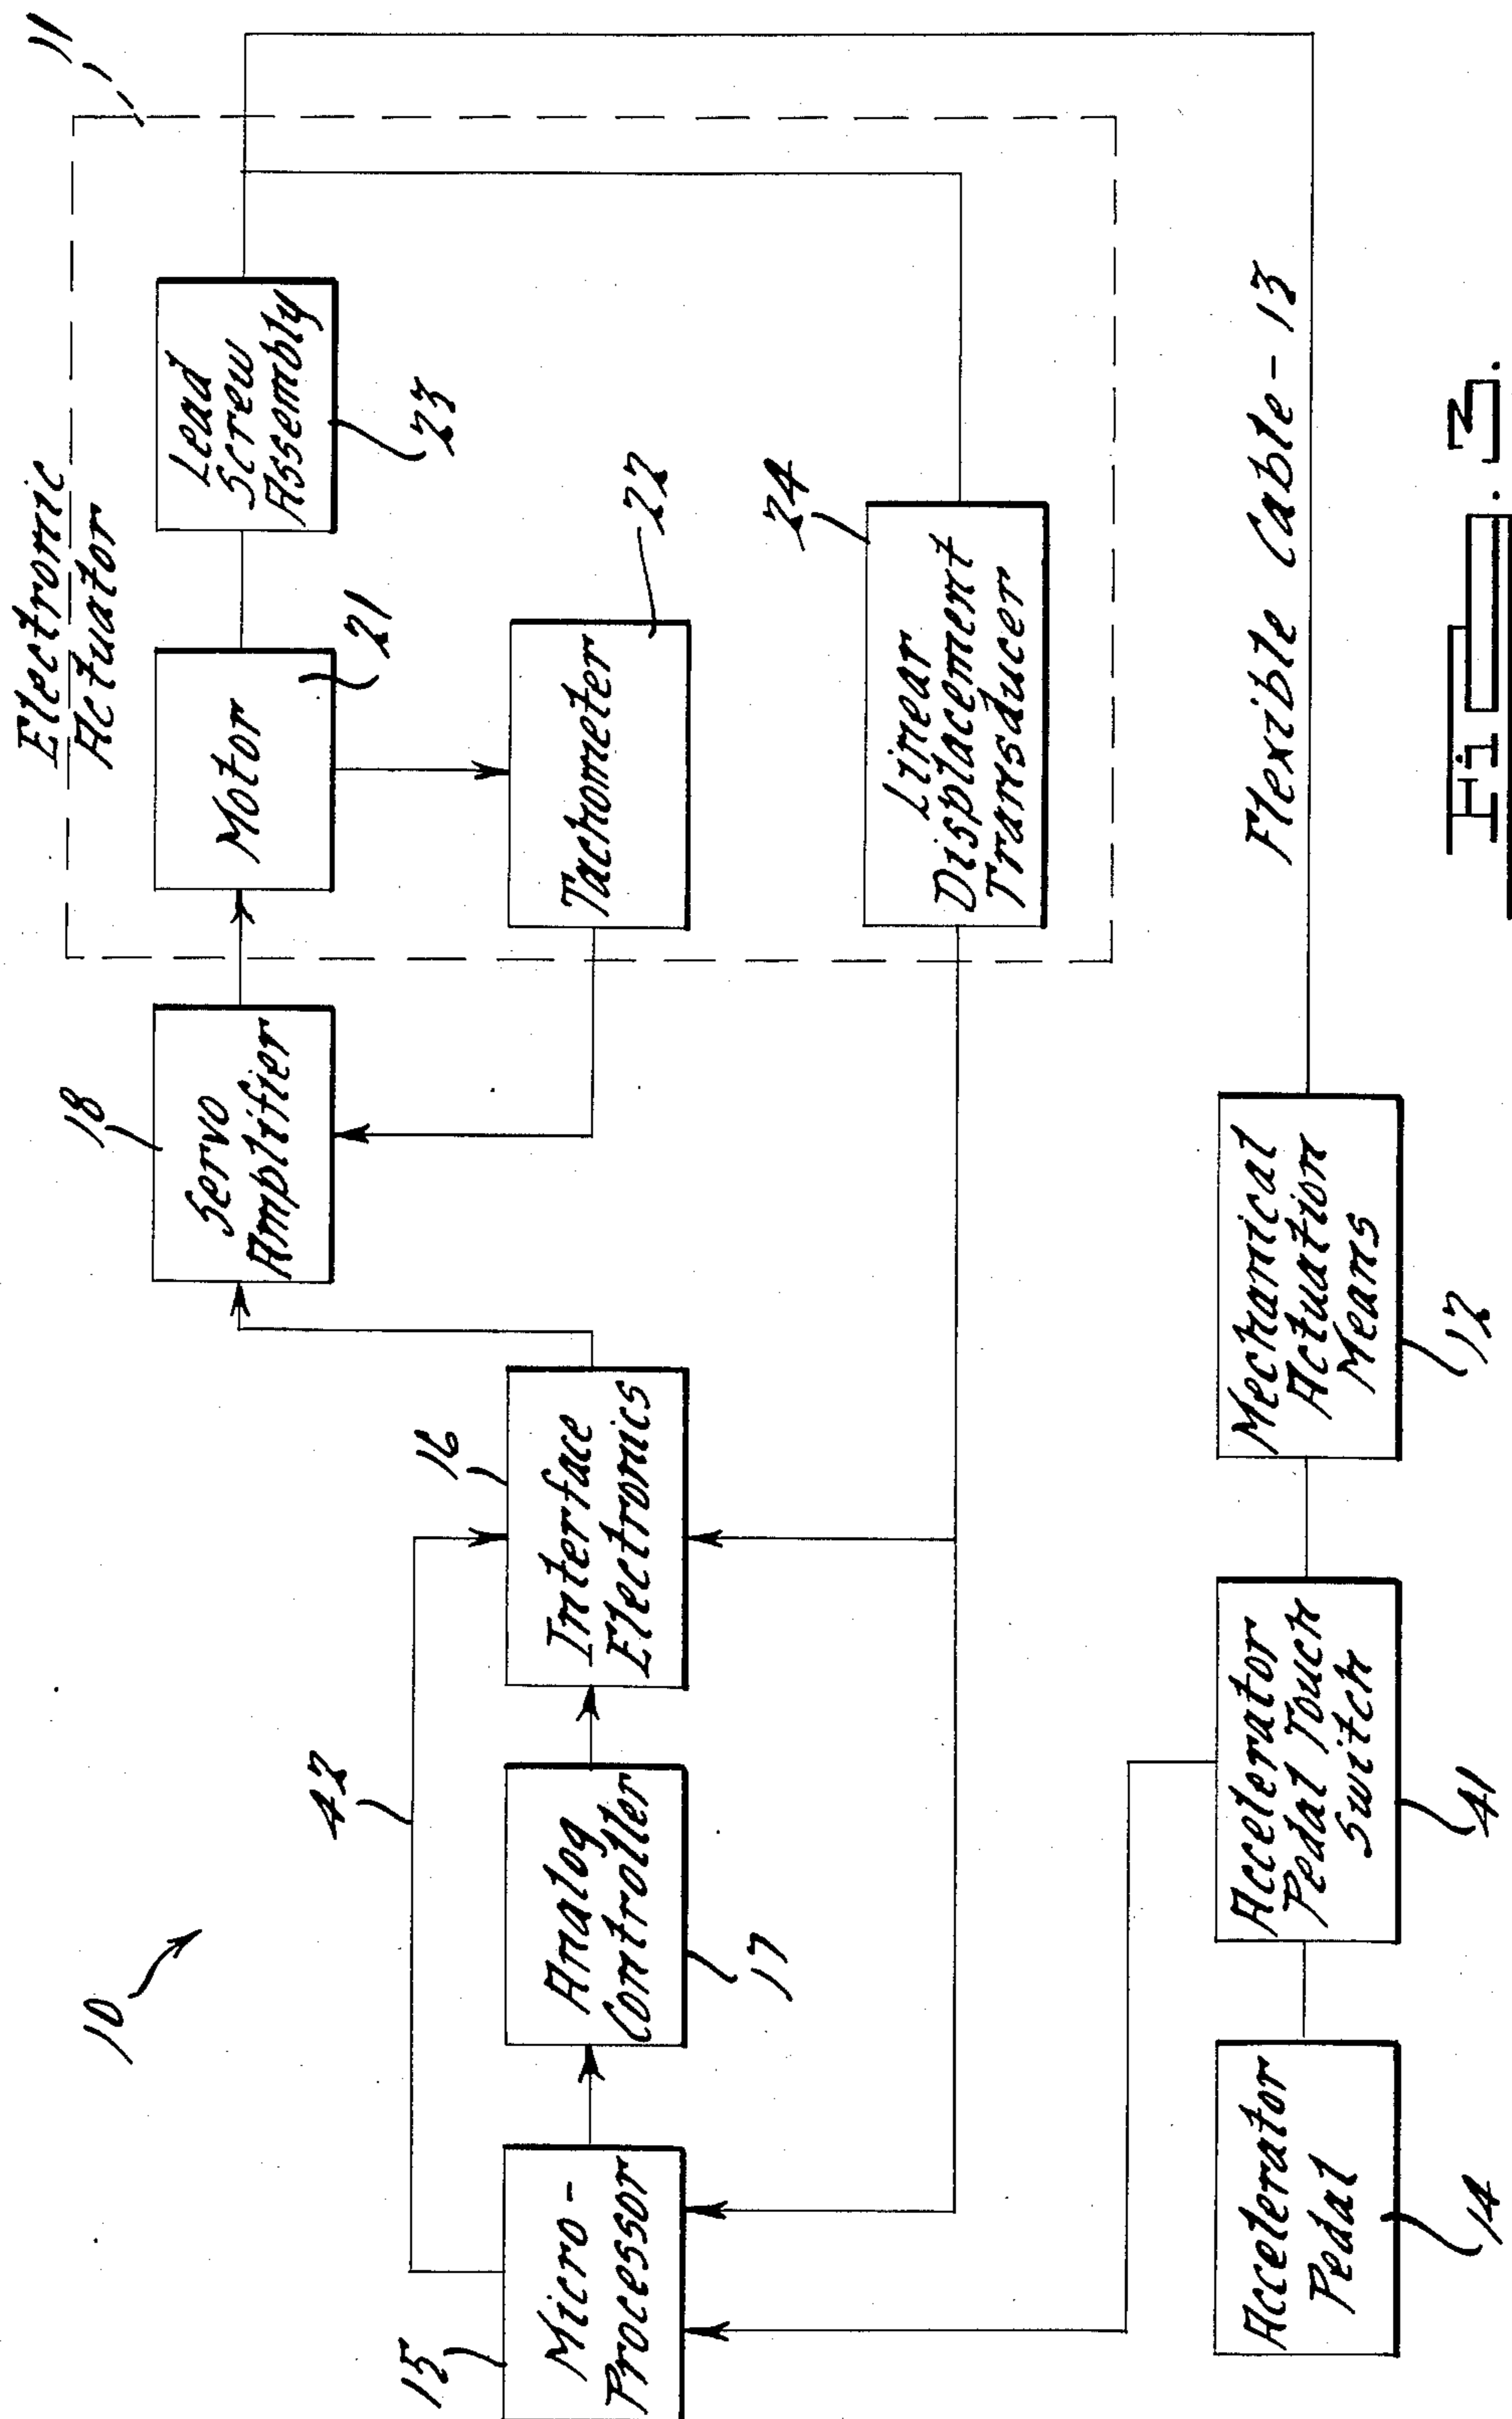 11
Electronic
Actuator
10
18
Servo
Amplifier
Motor
21
Lead
Screw
Assembly
23
42
15
Micro-
Processor
Analog
Controller
17
16
Interface
Electronics
Tachometer
22
24
Linear
Displacement
Transducer
Accelerator
Pedal
14
Accelerator
Pedal Touch
Switch
41
Mechanical
Actuation
Means
12
Flexible Cable-13
Fig. 3.